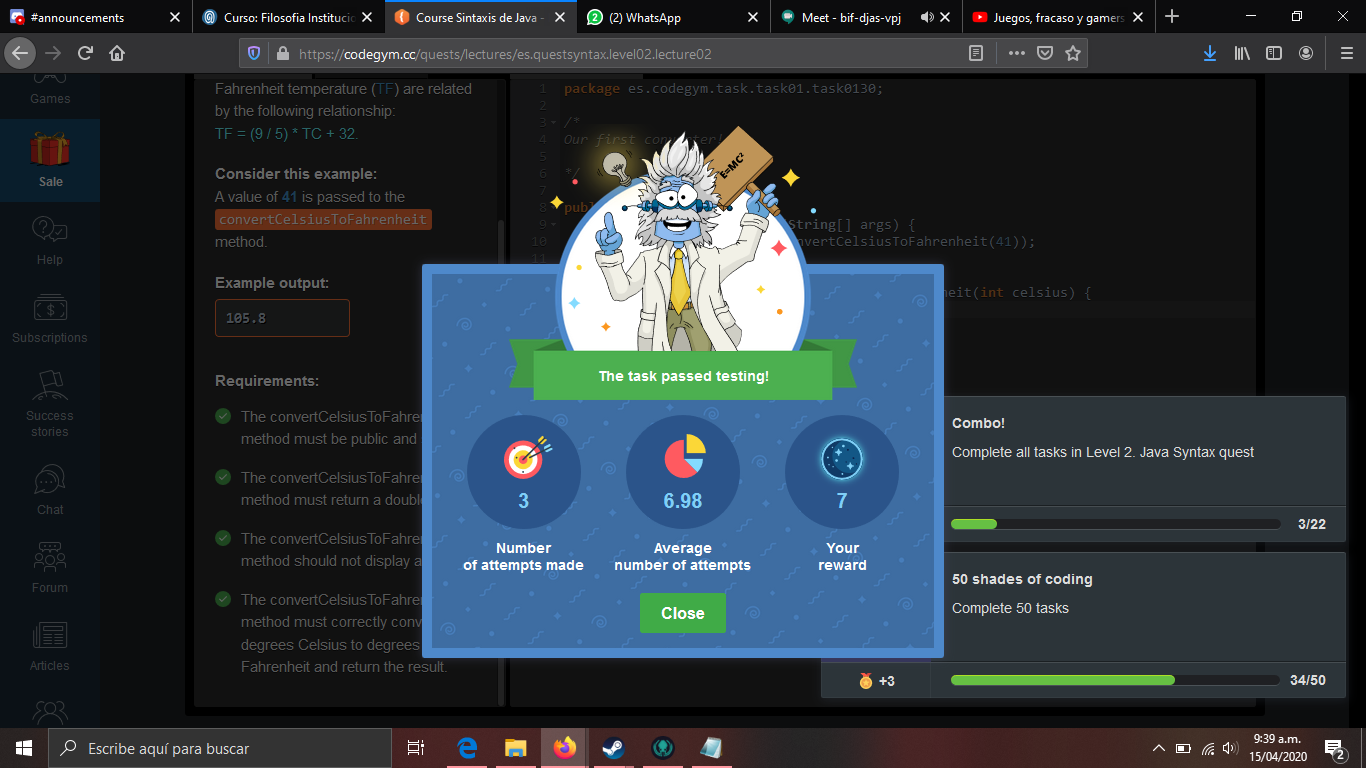 #announcements
Curso: Filosofia Instituci
Course Sintaxis de Java -
(2) WhatsApp
Meet - bif-djas-vpj
Juegos, fracaso y gamers
https://codegym.cc/quests/lectures/es.questsyntax.level02.lecture02
Games
Sale
Help
Subscriptions
Success
stories
Chat
Forum
Articles
Fahrenheit temperature (TF) are related
by the following relationship:
TF = (9 / 5) * TC + 32.
Consider this example:
A value of 41 is passed to the
convertCelsiusToFahrenheit
method.
Example output:
105.8
Requirements:
The convertCelsiusToFahre
method must be public and
The convertCelsiusToFahre
method must return a double
The convertCelsiusToFahre
method should not display a
The convertCelsiusToFahre
method must correctly conv
degrees Celsius to degrees
Fahrenheit and return the result.
1 package es.codegym.task.task01.task0130;
2
3 /*
4 Our first converter!
5
6 */
7
8 pub
9 String[] args) {
10 nvertCelsiusToFahrenheit(41));
11
heit(int celsius) {
E=MC²
The task passed testing!
3
Number
of attempts made
6.98
Average
number of attempts
7
Your
reward
Close
Combo!
Complete all tasks in Level 2. Java Syntax quest
3/22
50 shades of coding
Complete 50 tasks
+3
34/50
Escribe aquí para buscar
9:39 a.m.
15/04/2020
2